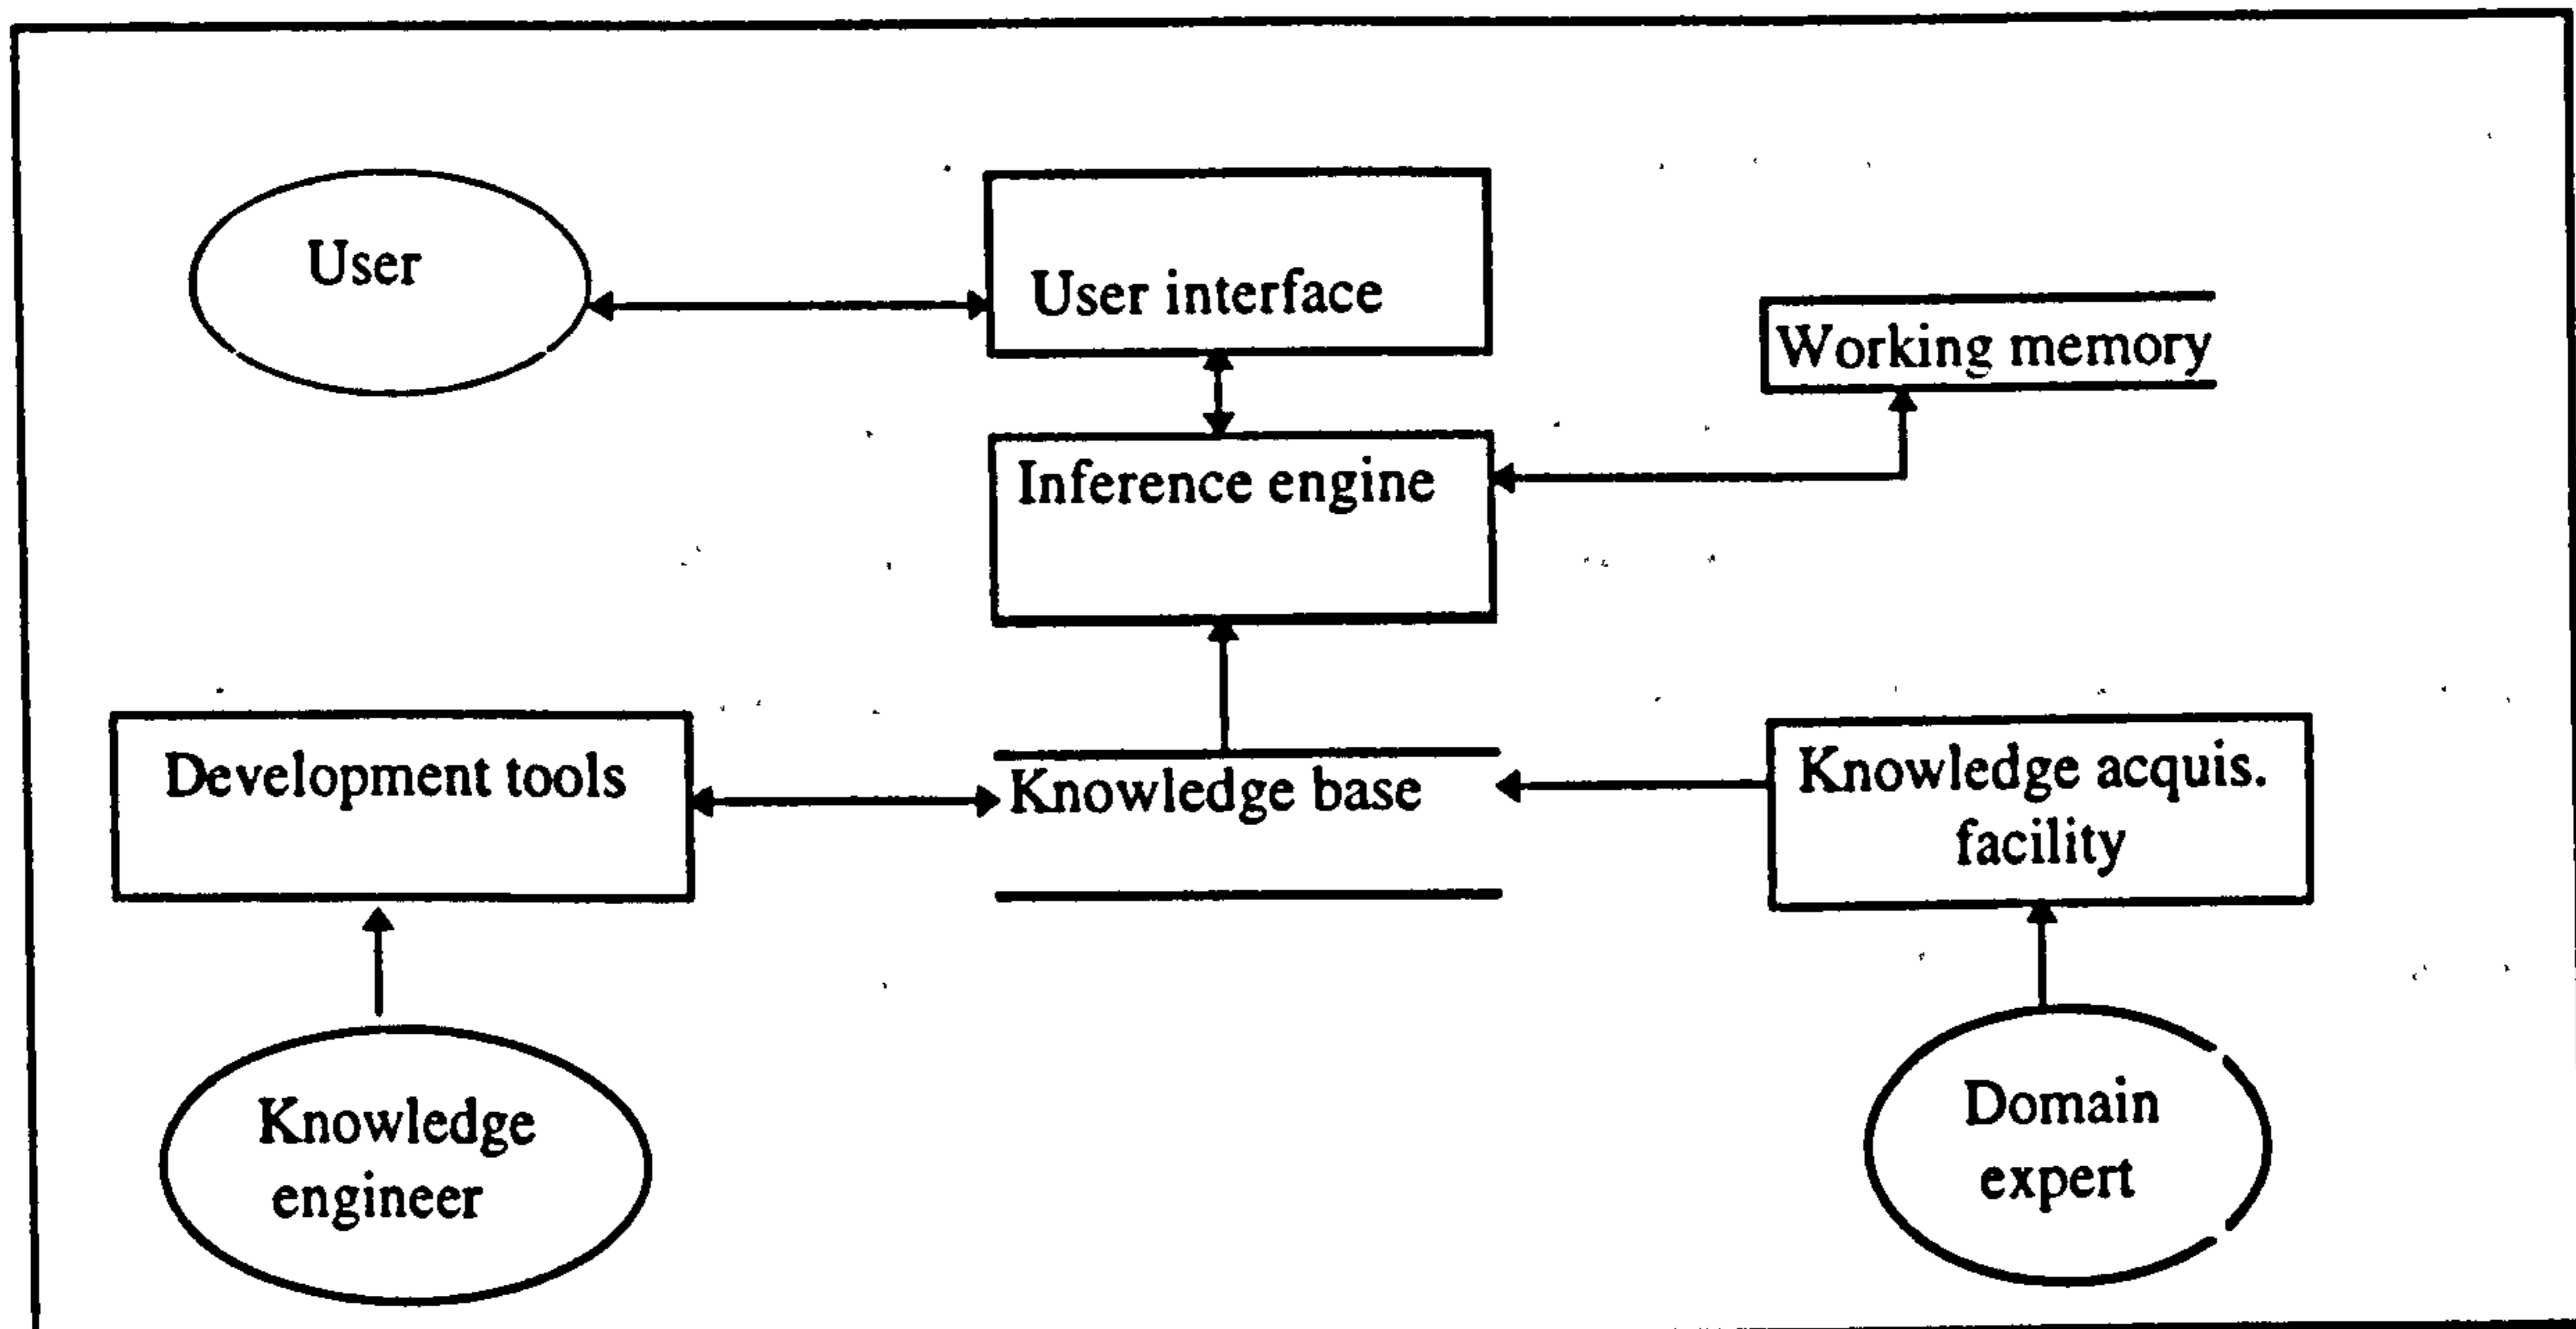 User
User interface
Working memory
Inference engine
Development tools
Knowledge base
Knowledge acquis.
facility
Knowledge
engineer
Domain
expert